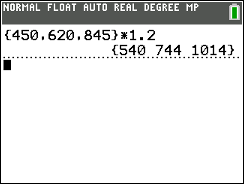 NORMAL FLOAT AUTO REAL DEGREE MP
{450,620,845}*1.2
{540 744 1014}